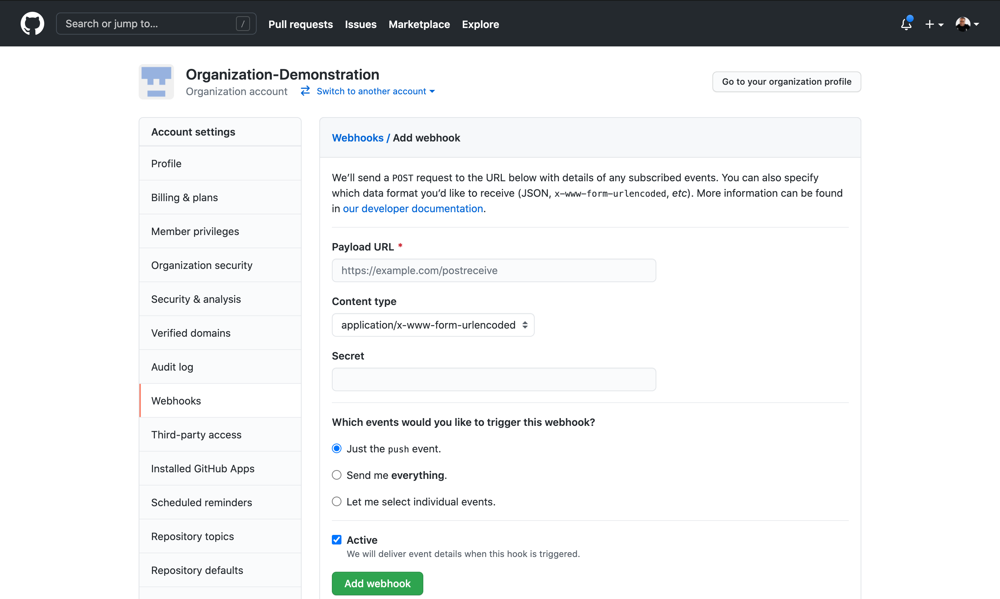 Search or jump to... /
Pull requests Issues Marketplace Explore
Organization-Demonstration
Organization account Switch to another account
Go to your organization profile
Account settings
Profile
Billing & plans
Member privileges
Organization security
Security & analysis
Verified domains
Audit log
Webhooks
Third-party access
Installed GitHub Apps
Scheduled reminders
Repository topics
Repository defaults
Webhooks / Add webhook
We’ll send a POST request to the URL below with details of any subscribed events. You can also specify
which data format you’d like to receive (JSON, x-www-form-urlencoded, etc). More information can be found
in our developer documentation.
Payload URL *
https://example.com/postreceive
Content type
application/x-www-form-urlencoded
Secret
Which events would you like to trigger this webhook?
Just the push event.
Send me everything.
Let me select individual events.
Active
We will deliver event details when this hook is triggered.
Add webhook